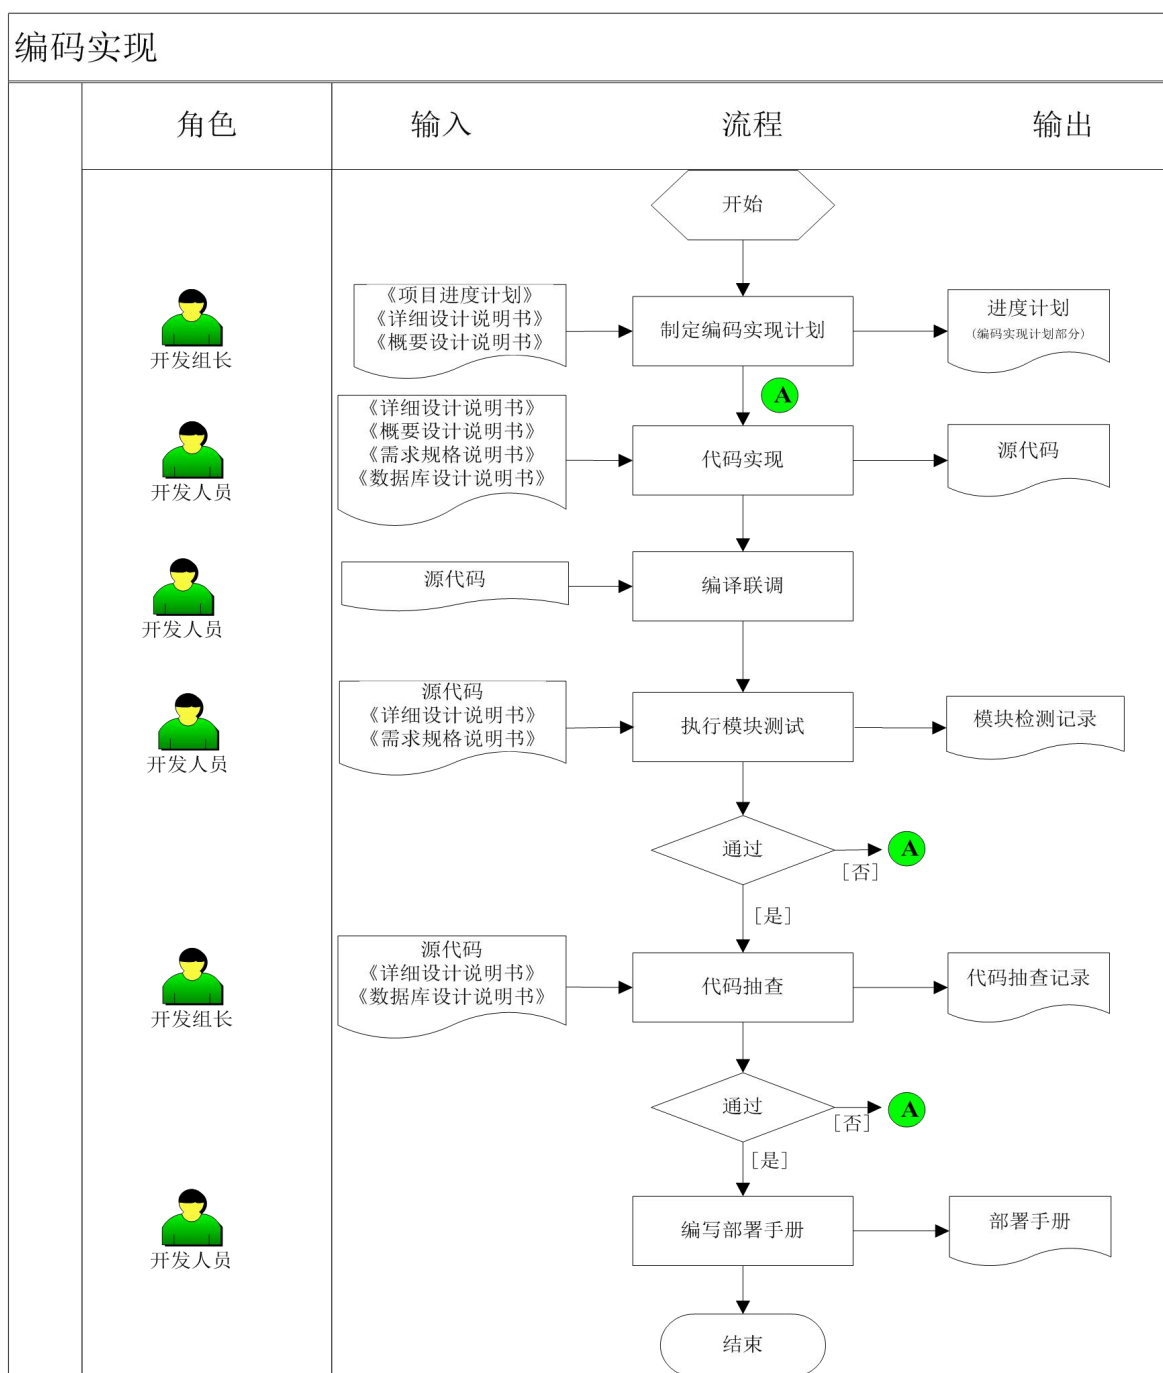 编码实现
角色
输入
流程
输出
开始
开发组长
《项目进度计划》
《详细设计说明书》
《概要设计说明书》
制定编码实现计划
进度计划
(编码实现计划部分)
A
开发人员
《详细设计说明书》
《概要设计说明书》
《需求规格说明书》
《数据库设计说明书》
代码实现
源代码
开发人员
源代码
编译联调
开发人员
源代码
《详细设计说明书》
《需求规格说明书》
执行模块测试
模块检测记录
通过
[否]
A
[是]
开发组长
源代码
《详细设计说明书》
《数据库设计说明书》
代码抽查
代码抽查记录
通过
[否]
A
[是]
开发人员
编写部署手册
部署手册
结束